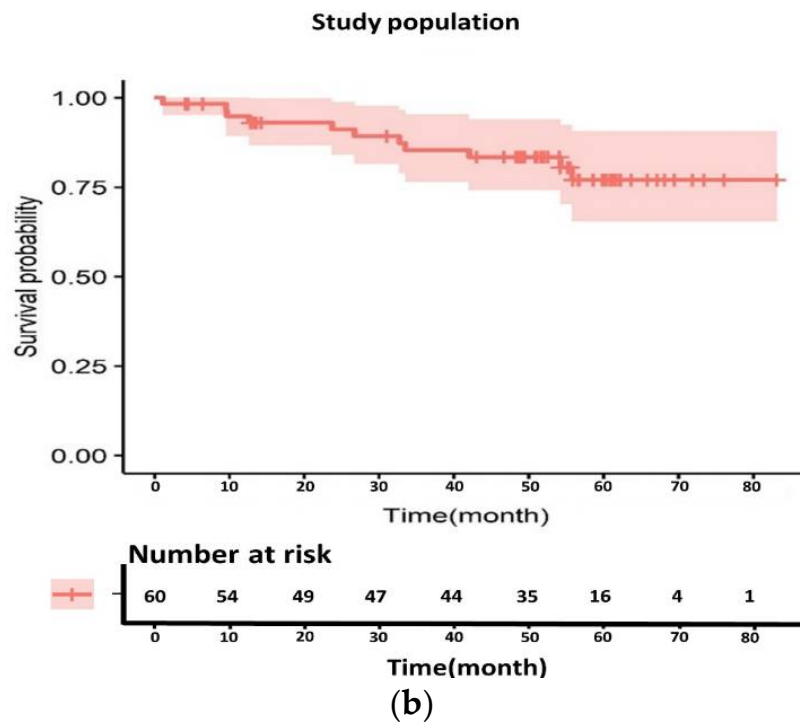 Study population
1.00
0.75
0.50
0.25
0.00
Survival probability
0 10 20 30 40 50 60 70 80
Time(month)
Number at risk
60 54 49 47 44 35 16 4 1
0 10 20 30 40 50 60 70 80
Time(month)
(b)